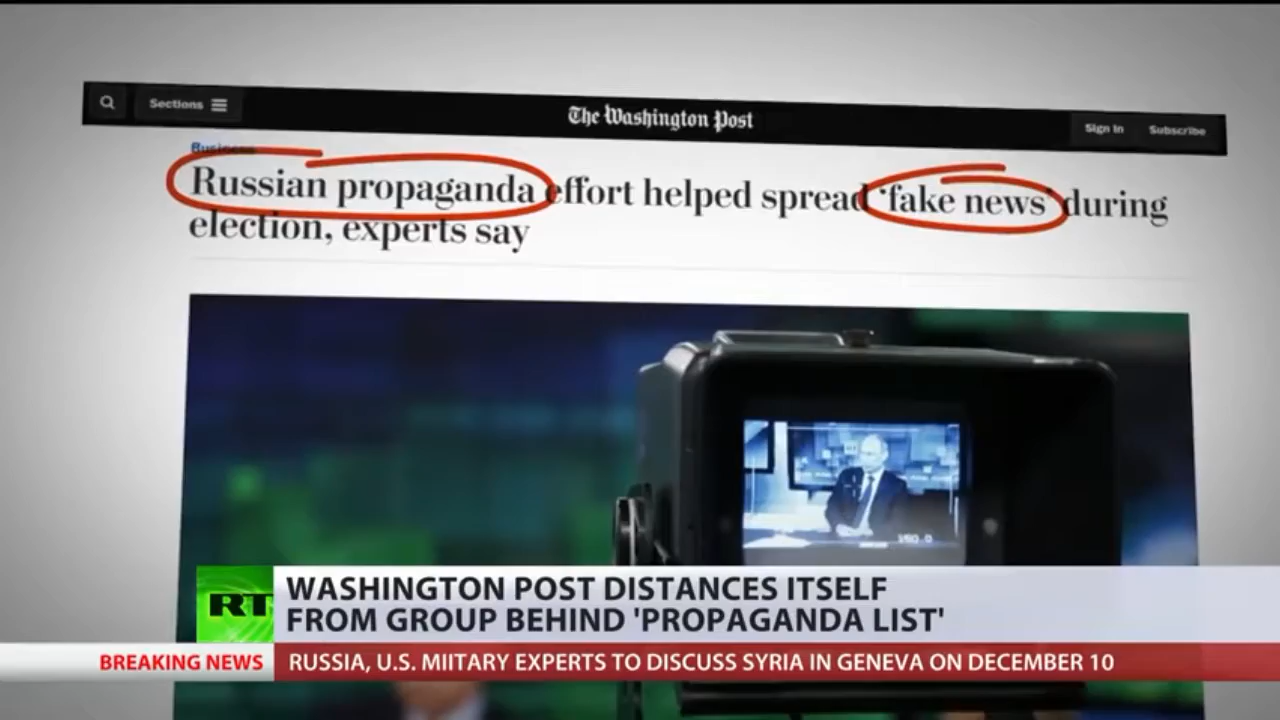 Sections
The Washington Post
Sign In
Subscribe
Business
Russian propaganda effort helped spread ‘fake news’ during
election, experts say
RT
WASHINGTON POST DISTANCES ITSELF
FROM GROUP BEHIND 'PROPAGANDA LIST'
BREAKING NEWS
RUSSIA, U.S. MIITARY EXPERTS TO DISCUSS SYRIA IN GENEVA ON DECEMBER 10